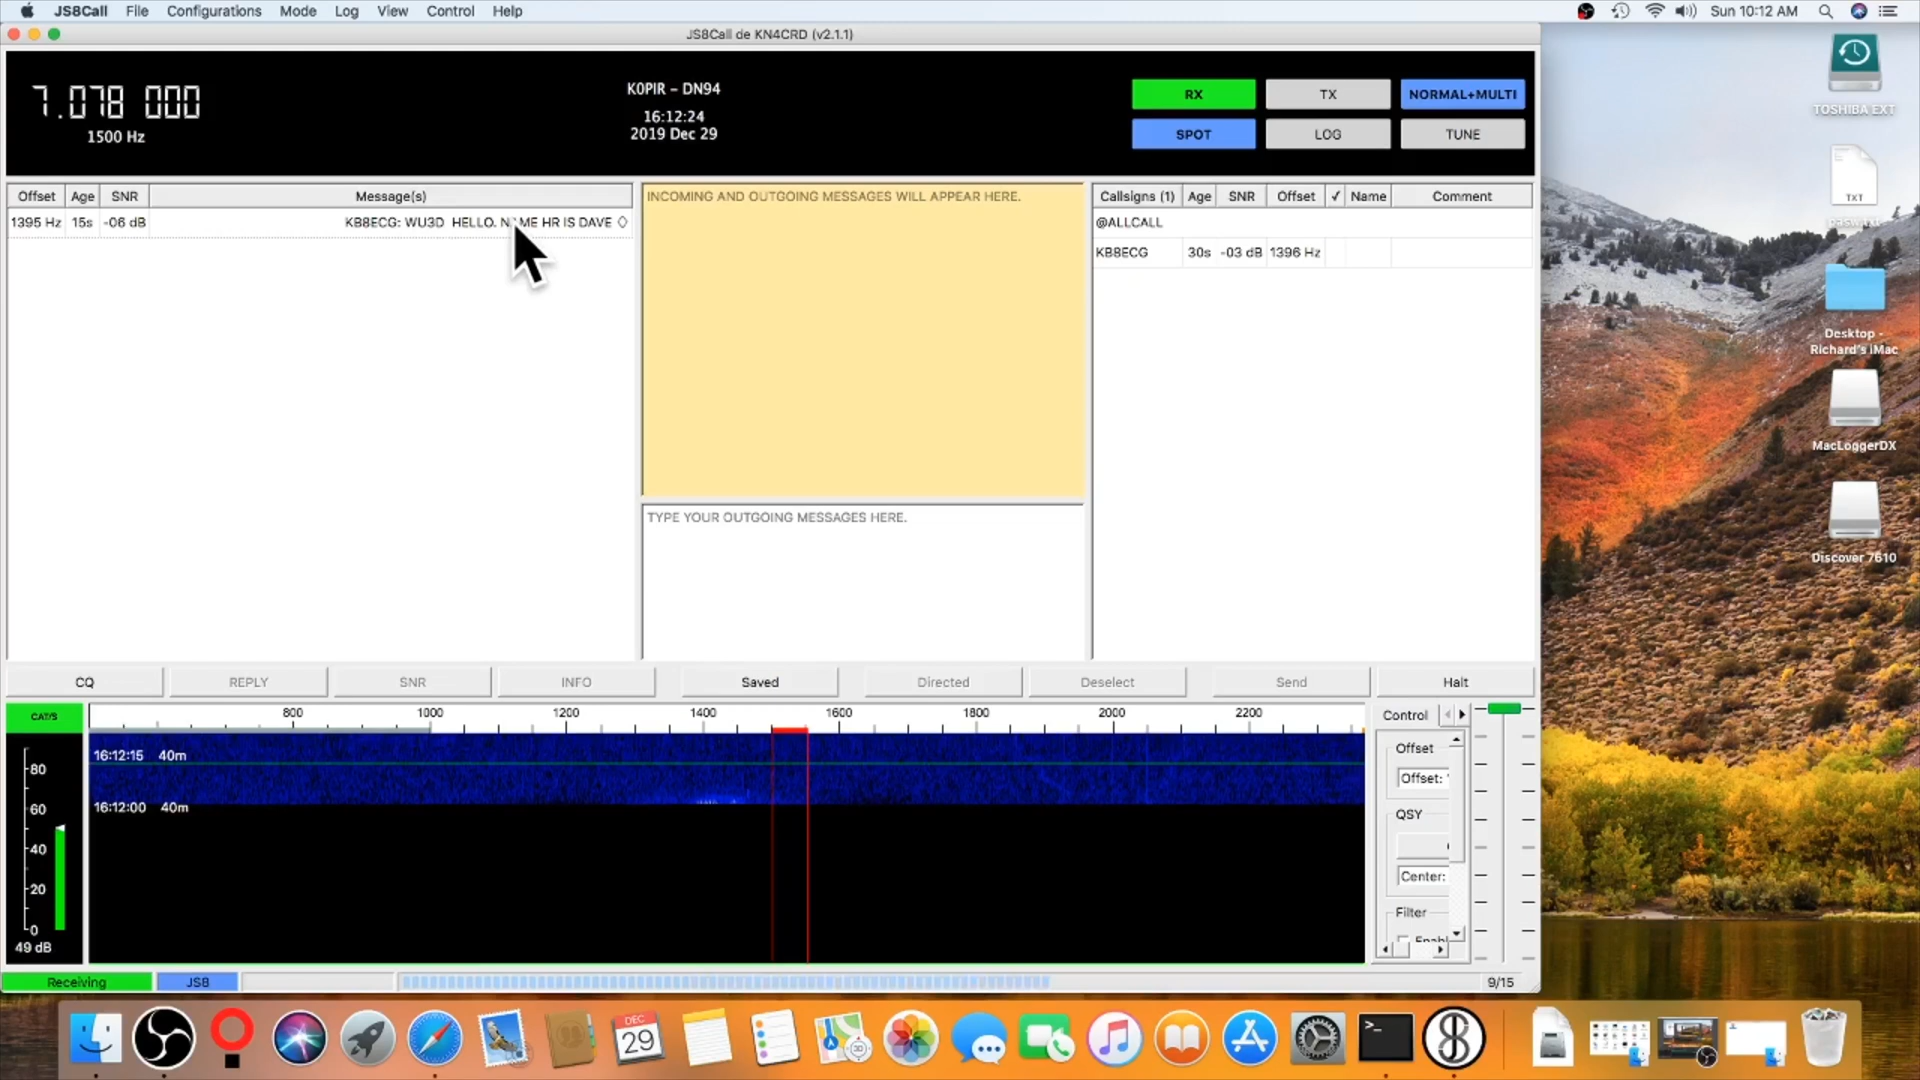 JS8Call File Configurations Mode Log View Control Help Sun 10:12 AM
JS8Call de KN4CRD (v2.1.1)
7.078 000
1500 Hz
K0PIR – DN94
16:12:24
2019 Dec 29
RX TX NORMAL+MULTI
SPOT LOG TUNE
TOSHIBA EXT
TXT
Offset Age SNR Message(s)
1395 Hz 15s -06 dB KB8ECG: WU3D HELLO. NAME HR IS DAVE ♢
INCOMING AND OUTGOING MESSAGES WILL APPEAR HERE.
TYPE YOUR OUTGOING MESSAGES HERE.
Callsigns (1) Age SNR Offset ✓ Name Comment
@ALLCALL
KB8ECG 30s -03 dB 1396 Hz
Desktop -
Richard's iMac
MacLoggerDX
Discover 7610
CQ REPLY SNR INFO Saved Directed Deselect Send Halt
CAT/S
800 1000 1200 1400 1600 1800 2000 2200
16:12:15 40m
16:12:00 40m
-80
-60
-40
-20
-0
49 dB
Control
Offset
Offset:
QSY
Center:
Filter
Receiving JS8 9/15
DEC
29